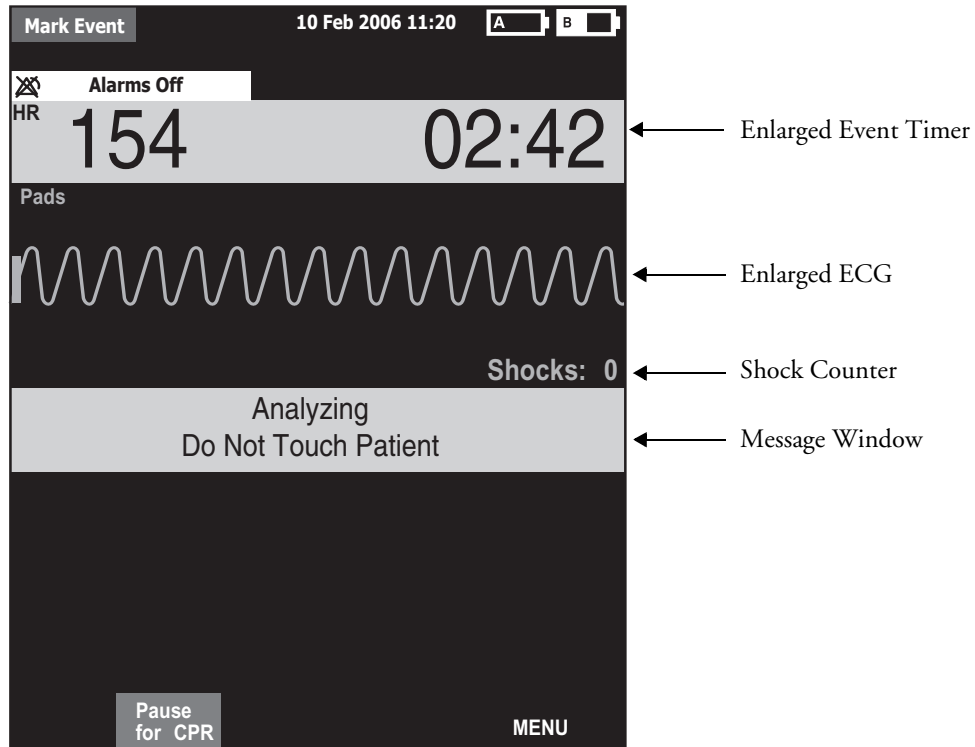 Mark Event
10 Feb 2006 11:20
A
B
Alarms Off
HR
154
02:42
Enlarged Event Timer
Pads
Enlarged ECG
Shocks: 0
Shock Counter
Analyzing
Do Not Touch Patient
Message Window
Pause
for CPR
MENU